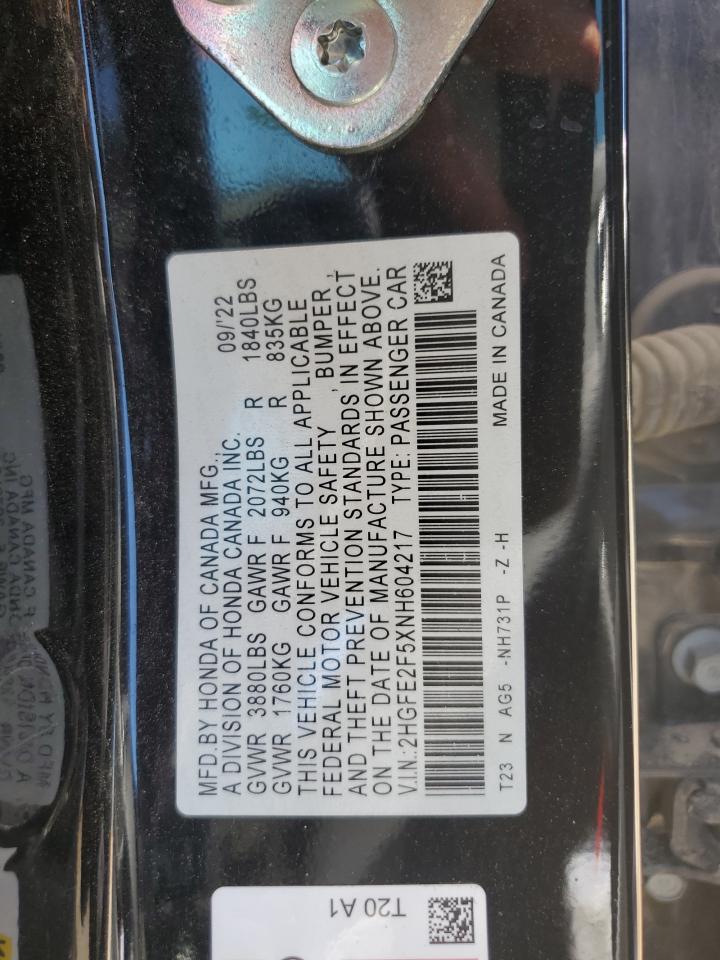 MFD.BY HONDA OF CANADA MFG.,
A DIVISION OF HONDA CANADA INC. 09/'22
GVWR 3880LBS GAWR F 2072LBS R 1840LBS
GVWR 1760KG GAWR F 940KG R 835KG
THIS VEHICLE CONFORMS TO ALL APPLICABLE
FEDERAL MOTOR VEHICLE SAFETY , BUMPER ,
AND THEFT PREVENTION STANDARDS IN EFFECT
ON THE DATE OF MANUFACTURE SHOWN ABOVE.
V.I.N.:2HGFE2F5XNH604217 TYPE: PASSENGER CAR
T23 N AG5 -NH731P -Z -H MADE IN CANADA
T20 A1